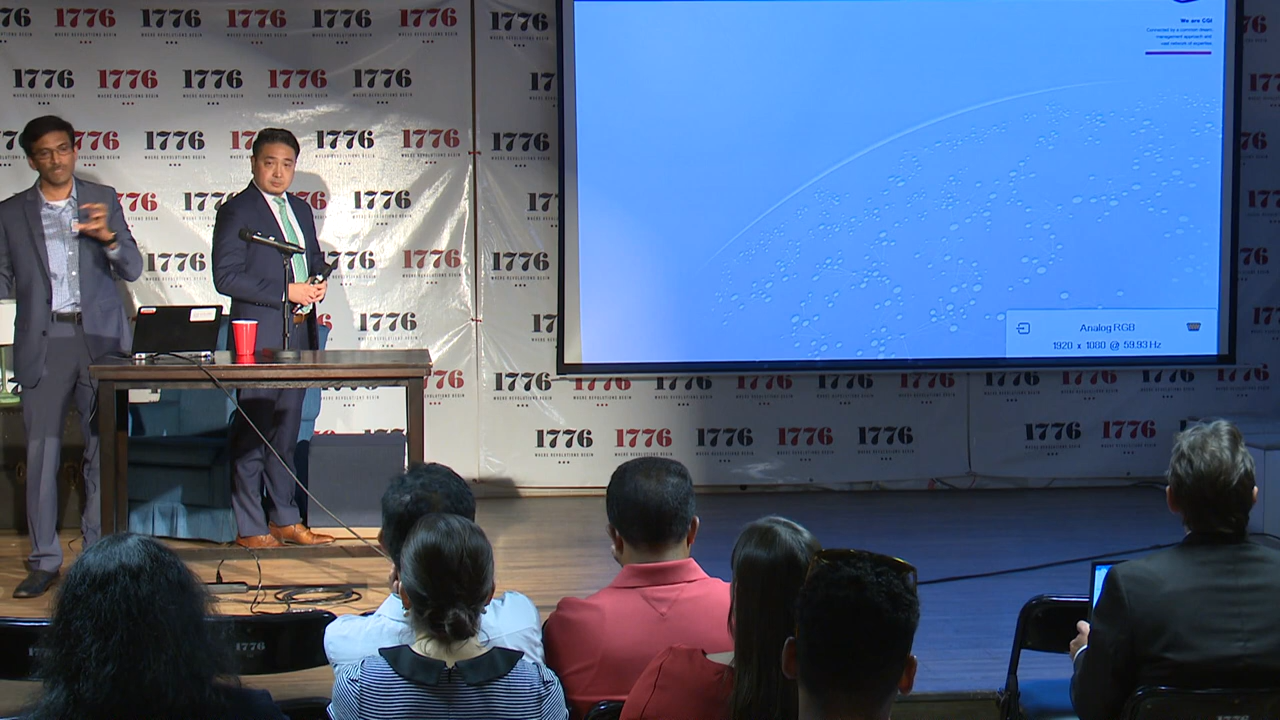 1776
WHERE REVOLUTIONS BEGIN
We are CGI
Connected by a common dream,
management approach and
vast network of expertise
Analog RGB
1920 x 1080 @ 59.93 Hz
1776